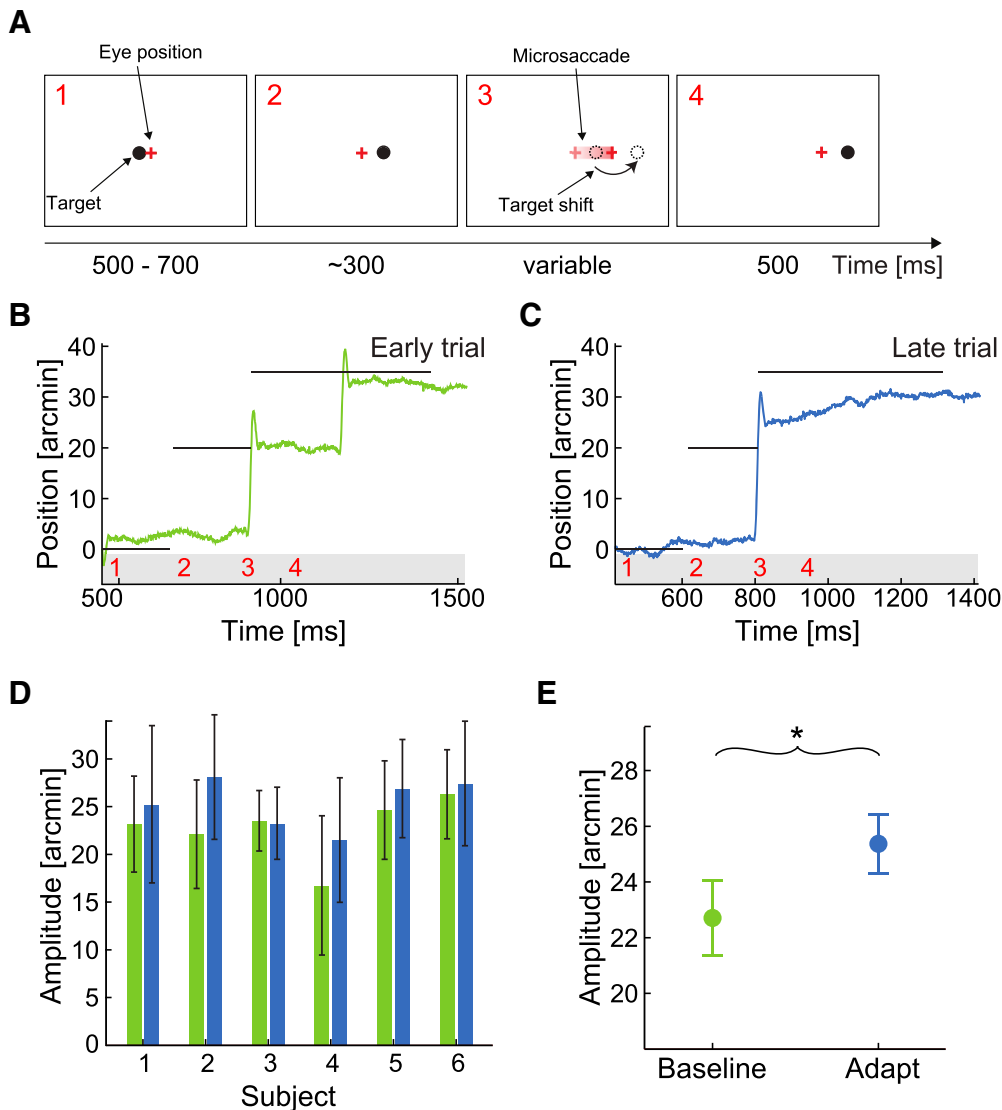 A
Eye position
Microsaccade
1
2
3
4
Target
Target shift
500 - 700
~300
variable
500
Time [ms]
B
Early trial
Position [arcmin]
40
30
20
10
0
1
2
3
4
500
1000
1500
Time [ms]
C
Late trial
Position [arcmin]
40
30
20
10
0
1
2
3
4
600
800
1000
1200
1400
Time [ms]
D
Amplitude [arcmin]
30
25
20
15
10
5
0
1
2
3
4
5
6
Subject
E
*
Amplitude [arcmin]
28
26
24
22
20
Baseline
Adapt